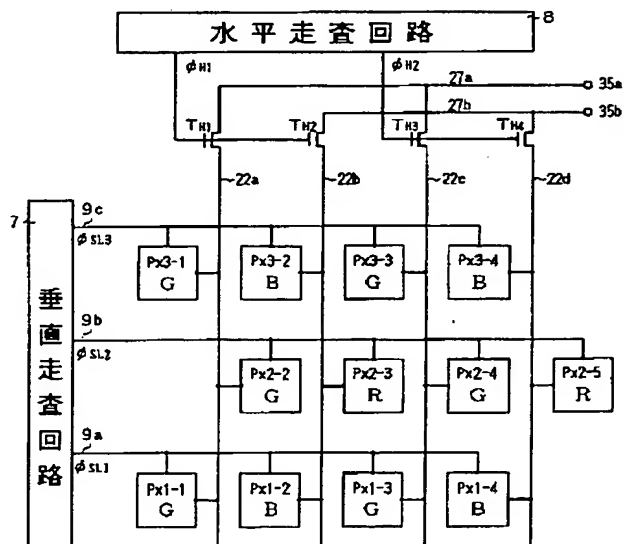 水平走査回路
8
φH1
φH2
27a
35a
27b
35b
TH1
TH2
TH3
TH4
22a
22b
22c
22d
7
9c
φSL3
Px3-1
G
Px3-2
B
Px3-3
G
Px3-4
B
垂直走査回路
9b
φSL2
Px2-2
G
Px2-3
R
Px2-4
G
Px2-5
R
9a
φSL1
Px1-1
G
Px1-2
B
Px1-3
G
Px1-4
B